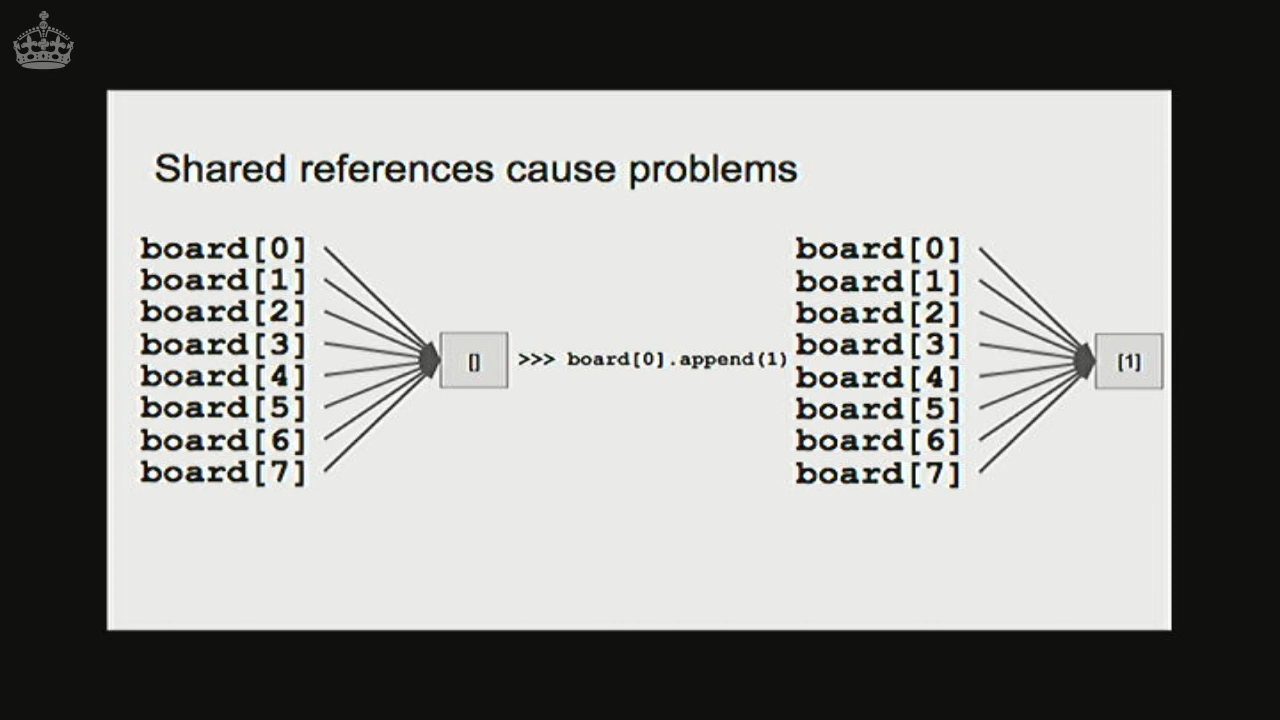 Shared references cause problems
board[0]
board[1]
board[2]
board[3]
board[4]
board[5]
board[6]
board[7]
[]
>>> board[0].append(1)
board[0]
board[1]
board[2]
board[3]
board[4]
board[5]
board[6]
board[7]
[1]